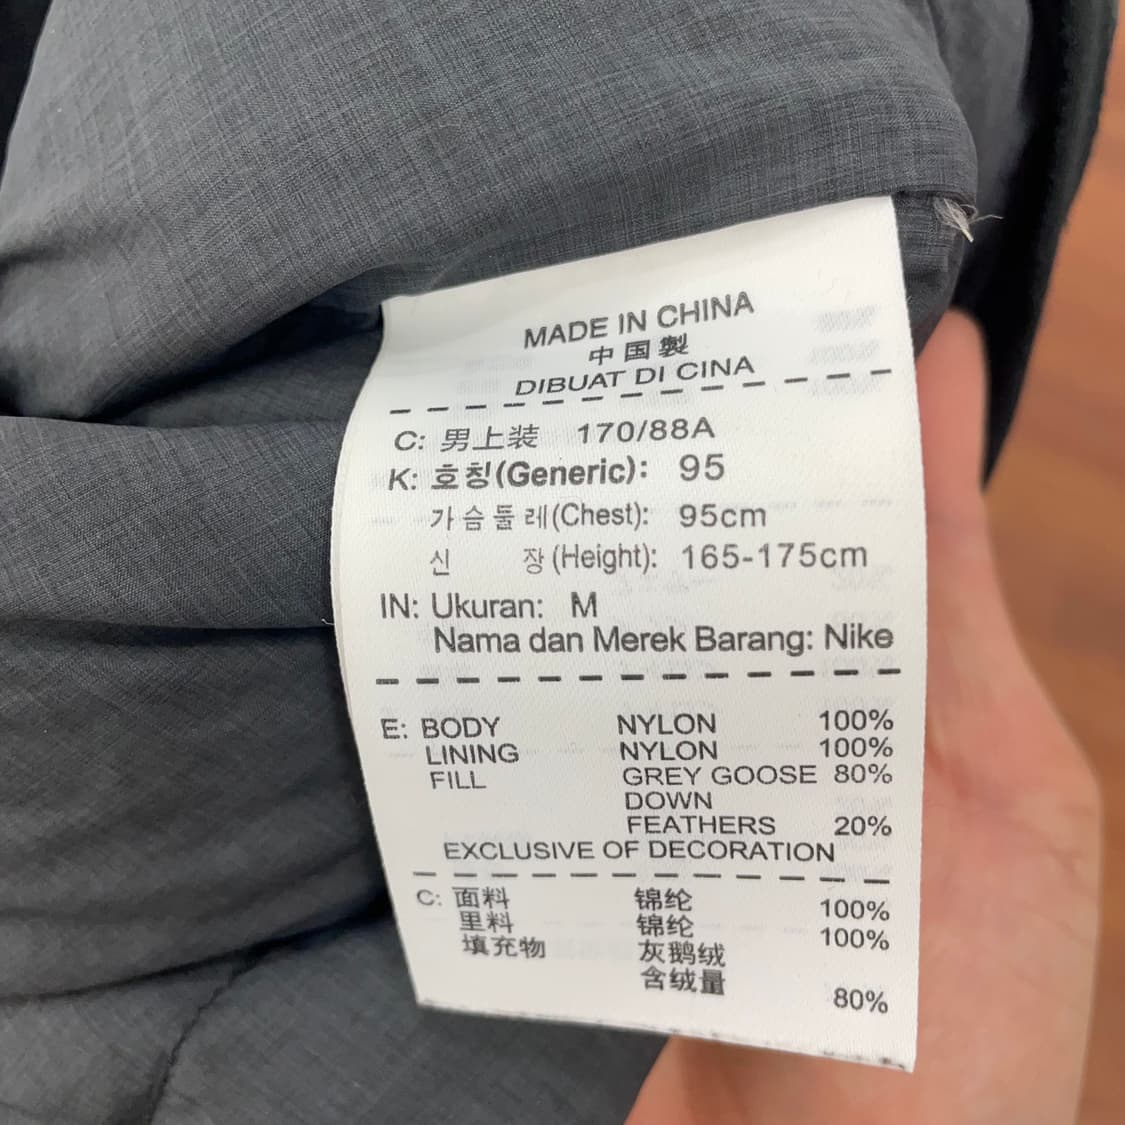 MADE IN CHINA
中国製
DIBUAT DI CINA
C: 男上装 170/88A
K: 호칭(Generic): 95
가슴둘레(Chest): 95cm
신 장(Height): 165-175cm
IN: Ukuran: M
Nama dan Merek Barang: Nike
E: BODY NYLON 100%
LINING NYLON 100%
FILL GREY GOOSE 80%
DOWN
FEATHERS 20%
EXCLUSIVE OF DECORATION
C: 面料 锦纶 100%
里料 锦纶 100%
填充物 灰鹅绒
含绒量 80%